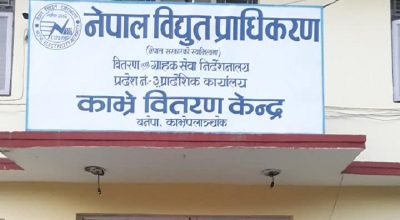 नेपाल विद्युत प्राधिकरण
(नेपाल सरकारको स्वामित्वमा)
वितरण तथा ग्राहक सेवा निर्देशनालय
प्रदेश नं-३ प्रादेशिक कार्यालय
काभ्रे वितरण केन्द्र
बनेपा, काभ्रेपलाञ्चोक